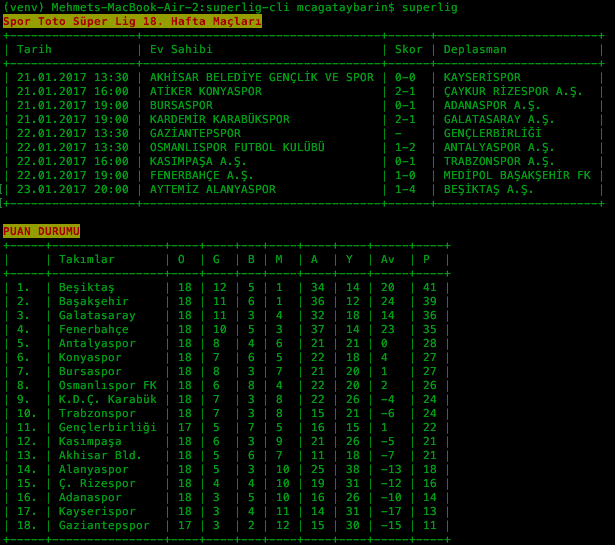 (venv) Mehmets-MacBook-Air-2:superlig-cli mcagataybarin$ superlig
Spor Toto Süper Lig 18. Hafta Maçları
| Tarih | Ev Sahibi | Skor | Deplasman |
| 21.01.2017 13:30 | AKHİSAR BELEDİYE GENÇLİK VE SPOR | 0-0 | KAYSERİSPOR |
| 21.01.2017 16:00 | ATİKER KONYASPOR | 2-1 | ÇAYKUR RİZESPOR A.Ş. |
| 21.01.2017 19:00 | BURSASPOR | 0-1 | ADANASPOR A.Ş. |
| 21.01.2017 19:00 | KARDEMİR KARABÜKSPOR | 2-1 | GALATASARAY A.Ş. |
| 22.01.2017 13:30 | GAZİANTEPSPOR | - | GENÇLERBİRLİĞİ |
| 22.01.2017 13:30 | OSMANLISPOR FUTBOL KULÜBÜ | 1-2 | ANTALYASPOR A.Ş. |
| 22.01.2017 16:00 | KASIMPAŞA A.Ş. | 0-1 | TRABZONSPOR A.Ş. |
| 22.01.2017 19:00 | FENERBAHÇE A.Ş. | 1-0 | MEDİPOL BAŞAKŞEHİR FK |
| 23.01.2017 20:00 | AYTEMİZ ALANYASPOR | 1-4 | BEŞİKTAŞ A.Ş. |
PUAN DURUMU
| | Takımlar | O | G | B | M | A | Y | Av | P |
| 1. | Beşiktaş | 18 | 12 | 5 | 1 | 34 | 14 | 20 | 41 |
| 2. | Başakşehir | 18 | 11 | 6 | 1 | 36 | 12 | 24 | 39 |
| 3. | Galatasaray | 18 | 11 | 3 | 4 | 32 | 18 | 14 | 36 |
| 4. | Fenerbahçe | 18 | 10 | 5 | 3 | 37 | 14 | 23 | 35 |
| 5. | Antalyaspor | 18 | 8 | 4 | 6 | 21 | 21 | 0 | 28 |
| 6. | Konyaspor | 18 | 7 | 6 | 5 | 22 | 18 | 4 | 27 |
| 7. | Bursaspor | 18 | 8 | 3 | 7 | 21 | 20 | 1 | 27 |
| 8. | Osmanlıspor FK | 18 | 6 | 8 | 4 | 22 | 20 | 2 | 26 |
| 9. | K.D.Ç. Karabük | 18 | 7 | 3 | 8 | 22 | 26 | -4 | 24 |
| 10. | Trabzonspor | 18 | 7 | 3 | 8 | 15 | 21 | -6 | 24 |
| 11. | Gençlerbirliği | 17 | 5 | 7 | 5 | 16 | 15 | 1 | 22 |
| 12. | Kasımpaşa | 18 | 6 | 3 | 9 | 21 | 26 | -5 | 21 |
| 13. | Akhisar Bld. | 18 | 5 | 6 | 7 | 11 | 18 | -7 | 21 |
| 14. | Alanyaspor | 18 | 5 | 3 | 10 | 25 | 38 | -13 | 18 |
| 15. | Ç. Rizespor | 18 | 4 | 4 | 10 | 19 | 31 | -12 | 16 |
| 16. | Adanaspor | 18 | 3 | 5 | 10 | 16 | 26 | -10 | 14 |
| 17. | Kayserispor | 18 | 3 | 4 | 11 | 14 | 31 | -17 | 13 |
| 18. | Gaziantepspor | 17 | 3 | 2 | 12 | 15 | 30 | -15 | 11 |